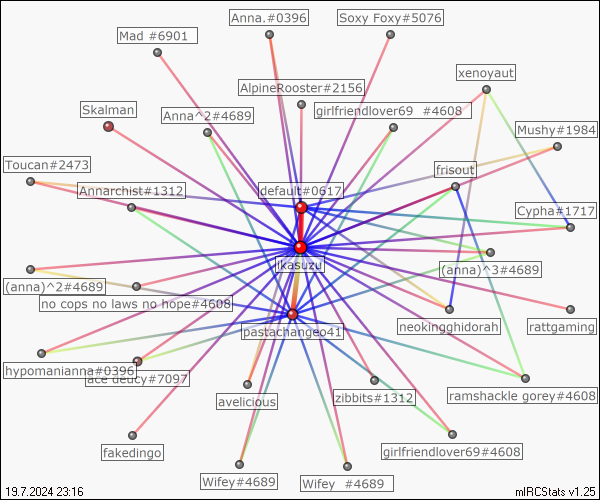 Anna.#0396
Soxy Foxy#5076
Mad #6901
xenoyaut
AlpineRooster#2156
Skalman
Anna^2#4689
girlfriendlover69 #4608
Mushy#1984
Toucan#2473
frisout
Annarchist#1312
default#0617
Cypha#1717
ikasuzu
(anna)^3#4689
(anna)^2#4689
no cops no laws no hope#4608
neokingghidorah
rattgaming
pastachangeo41
hypomanianna#0396
ace deucy#7097
avelicious
zibbits#1312
ramshackle gorey#4608
fakedingo
girlfriendlover69#4608
Wifey#4689
Wifey #4689
19.7.2024 23:16
mIRCStats v1.25